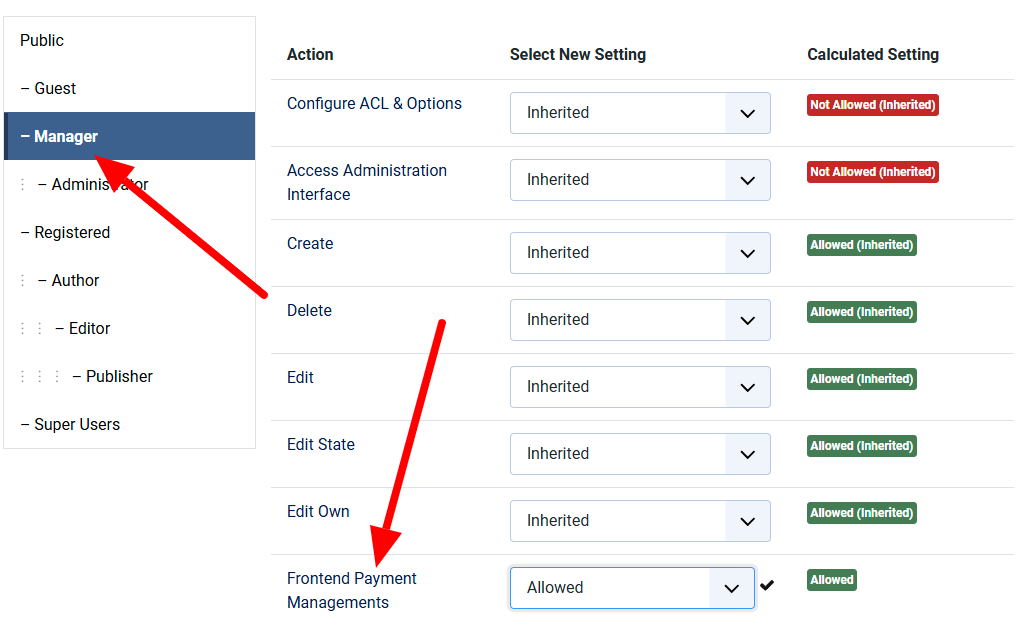 Public
– Guest
– Manager
– Administrator
– Registered
– Author
– Editor
– Publisher
– Super Users
Action Select New Setting Calculated Setting
Configure ACL & Options Inherited Not Allowed (Inherited)
Access Administration
Interface Inherited Not Allowed (Inherited)
Create Inherited Allowed (Inherited)
Delete Inherited Allowed (Inherited)
Edit Inherited Allowed (Inherited)
Edit State Inherited Allowed (Inherited)
Edit Own Inherited Allowed (Inherited)
Frontend Payment
Managements Allowed Allowed